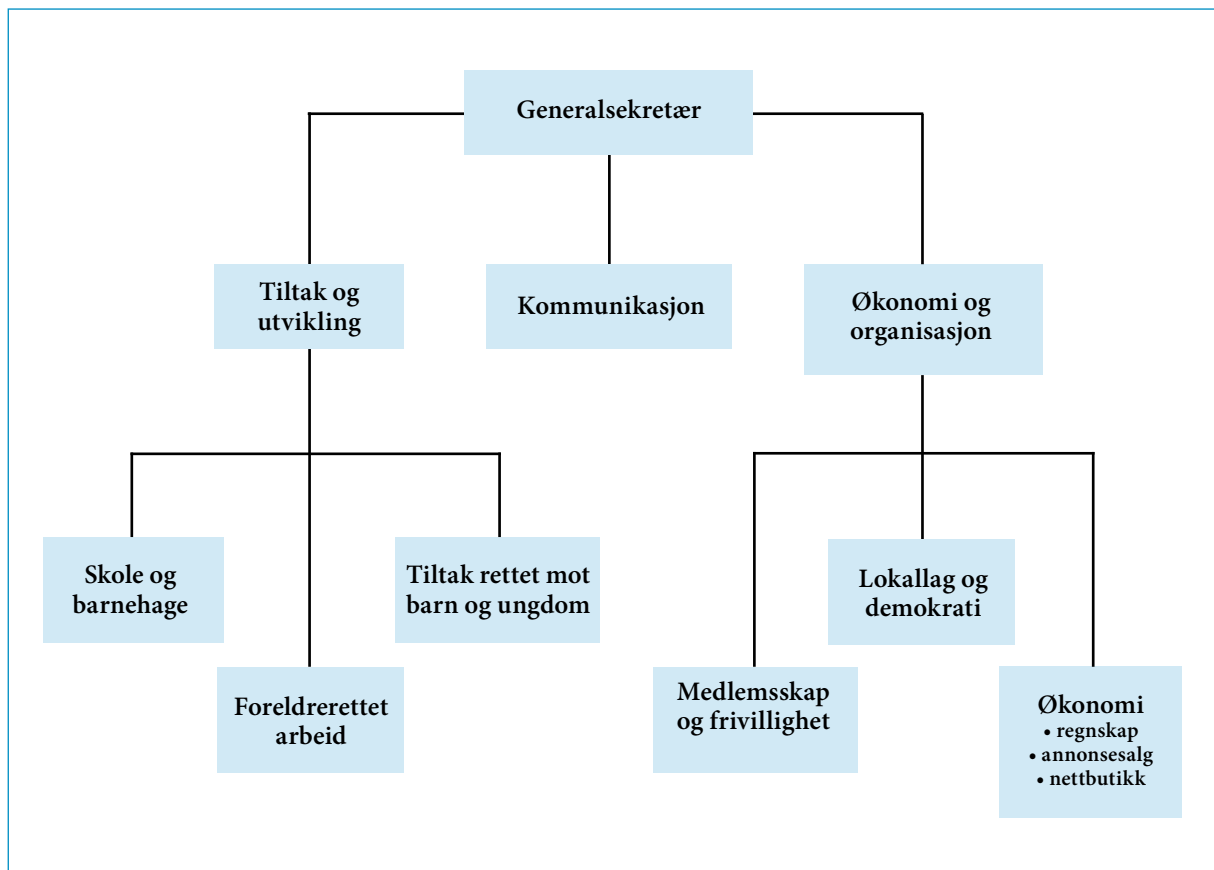 Generalsekretær
Tiltak og
utvikling
Kommunikasjon
Økonomi og
organisasjon
Skole og
barnehage
Tiltak rettet mot
barn og ungdom
Lokallag og
demokrati
Foreldrerettet
arbeid
Medlemsskap
og frivillighet
Økonomi
• regnskap
• annonsesalg
• nettbutikk